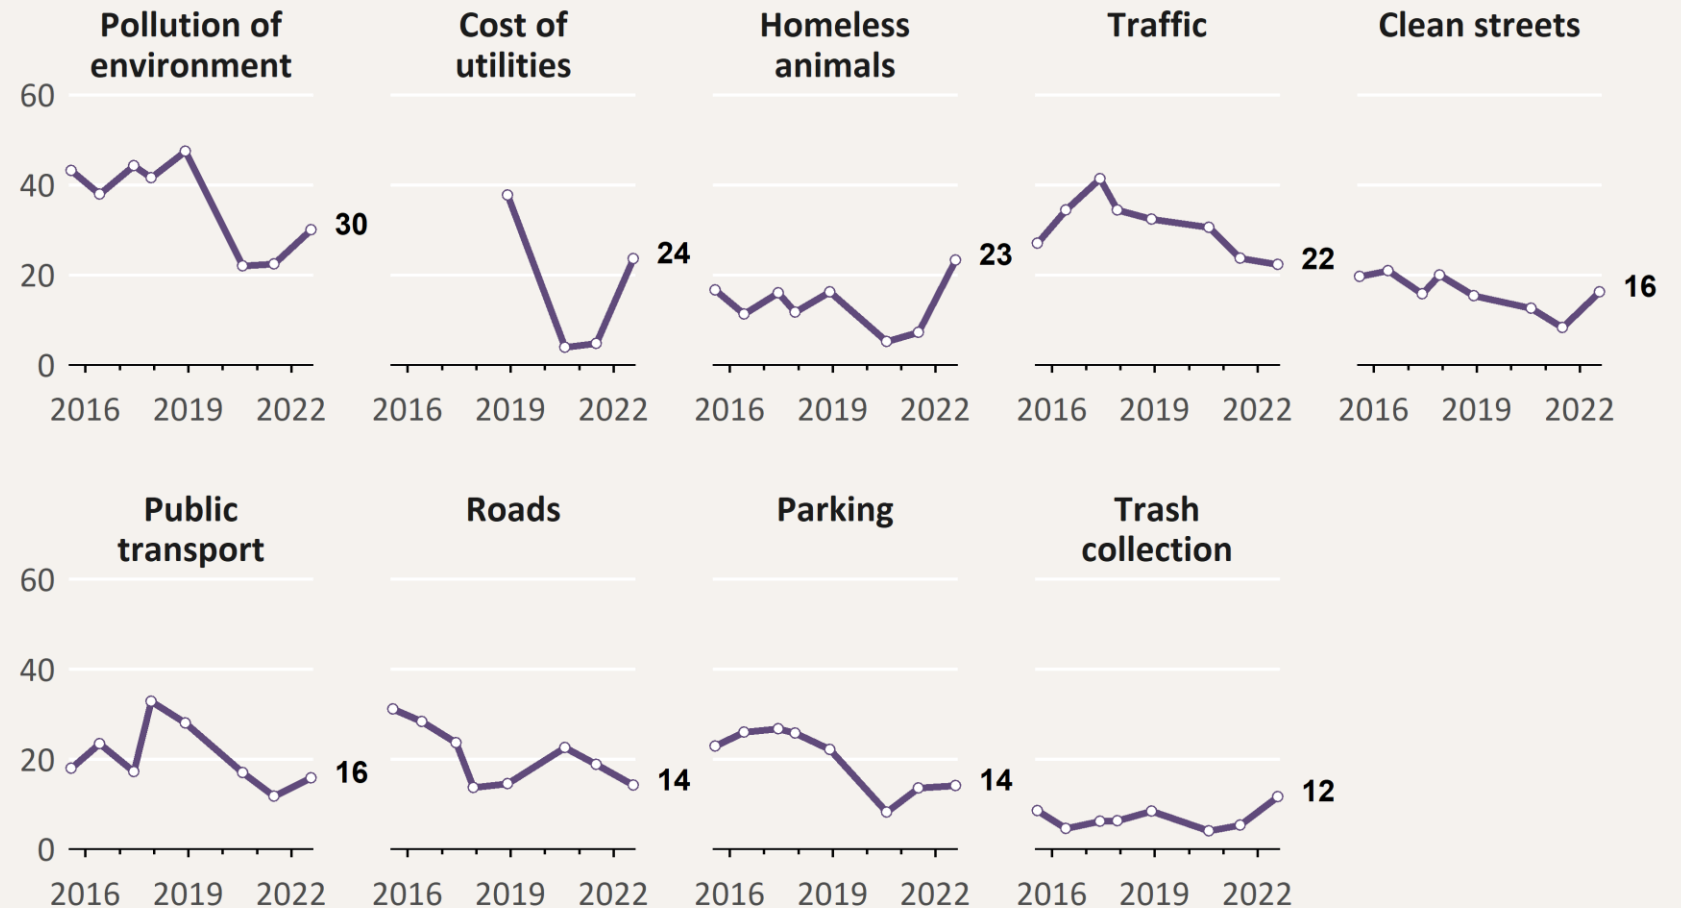 Pollution of
environment
Cost of
utilities
Homeless
animals
Traffic
Clean streets
60
40
20
0
30
24
23
22
16
2016 2019 2022
2016 2019 2022
2016 2019 2022
2016 2019 2022
2016 2019 2022
Public
transport
Roads
Parking
Trash
collection
60
40
20
0
16
14
14
12
2016 2019 2022
2016 2019 2022
2016 2019 2022
2016 2019 2022